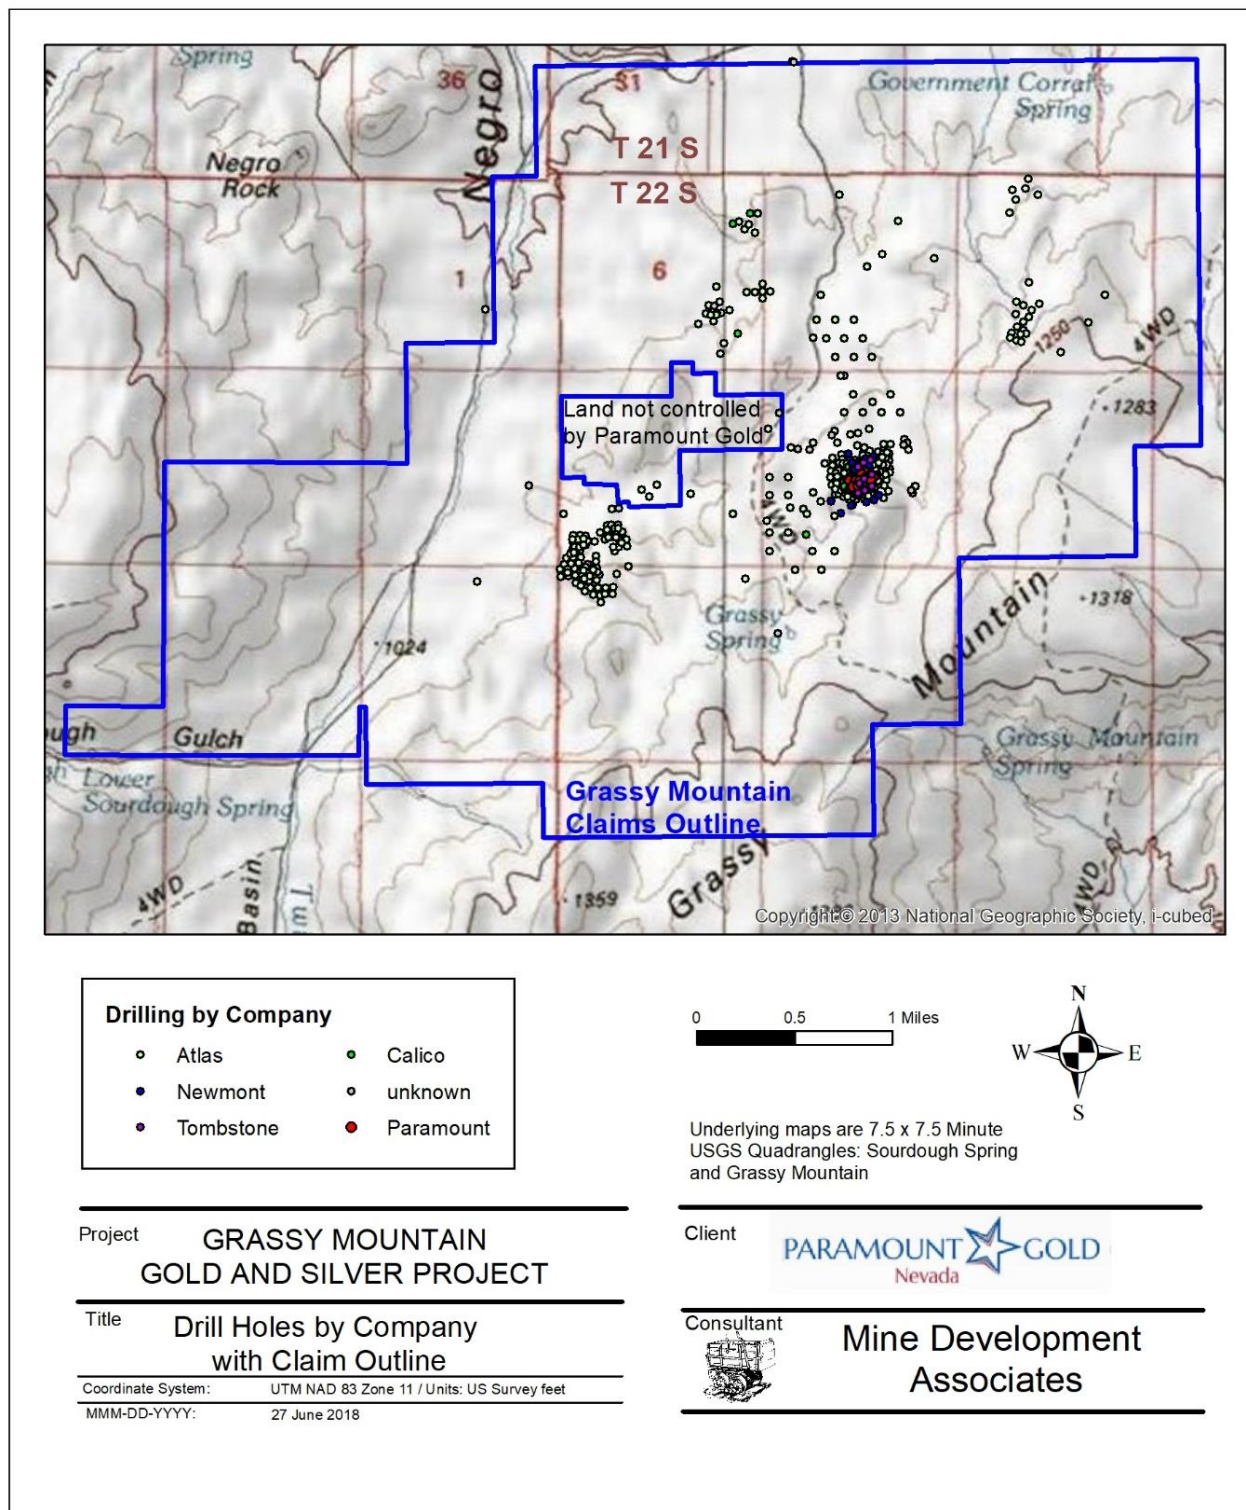 Spring
36
31
Negro
Government Corral
Spring
T 21 S
Negro
Rock
T 22 S
1
6
1250
4WD
Land not controlled
by Paramount Gold
1283
4WD
Grassy
Spring
1318
Mountain
1024
ugh
Gulch
Lower
Sourdough Spring
Grassy Mountain
Spring
Grassy Mountain
Claims Outline
4WD
Basin
1359
Grassy
4WD
Copyright:© 2013 National Geographic Society, i-cubed
Drilling by Company
Atlas
Calico
Newmont
unknown
Tombstone
Paramount
0 0.5 1 Miles
N
W E
S
Underlying maps are 7.5 x 7.5 Minute
USGS Quadrangles: Sourdough Spring
and Grassy Mountain
Project
GRASSY MOUNTAIN
GOLD AND SILVER PROJECT
Client
PARAMOUNT GOLD
Nevada
Title
Drill Holes by Company
with Claim Outline
Consultant
Mine Development
Associates
Coordinate System: UTM NAD 83 Zone 11 / Units: US Survey feet
MMM-DD-YYYY: 27 June 2018